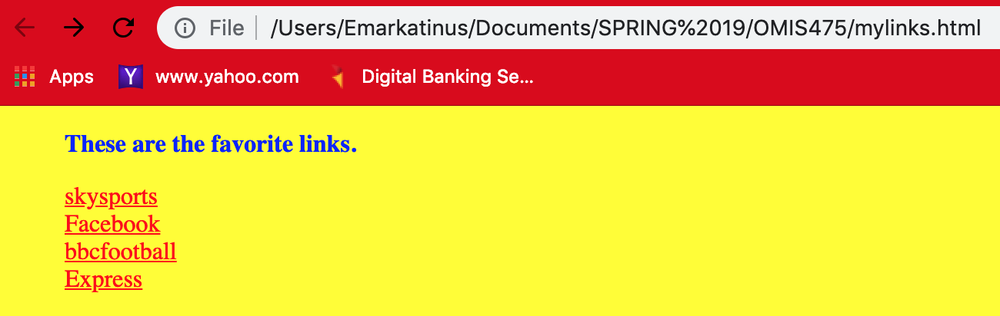 File /Users/Emarkatinus/Documents/SPRING%2019/OMIS475/mylinks.html
Apps Y www.yahoo.com Digital Banking Se...
These are the favorite links.
skysports
Facebook
bbcfootball
Express